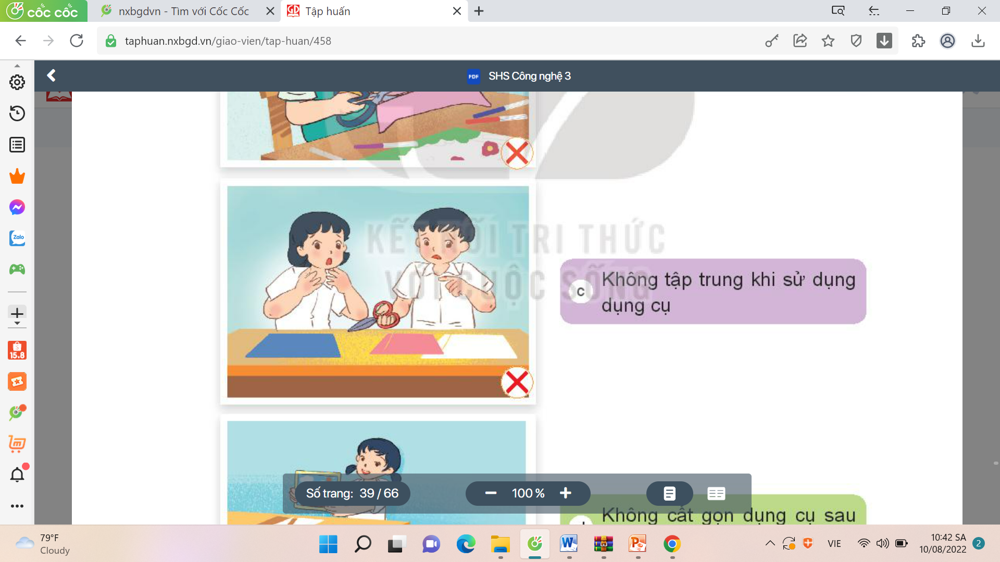 cốc cốc
nxbgdvn - Tìm với Cốc Cốc
GD
Tập huấn
taphuan.nxbgd.vn/giao-vien/tap-huan/458
PDF
SHS Công nghệ 3
KẾT NỐI TRI THỨC
VỚI CUỘC SỐNG
c
Không tập trung khi sử dụng
dụng cụ
Zalo
S
15.8
Số trang: 39 / 66
100 %
Không cất gọn dụng cụ sau
79°F
Cloudy
W
P
VIE
10:42 SA
10/08/2022
2